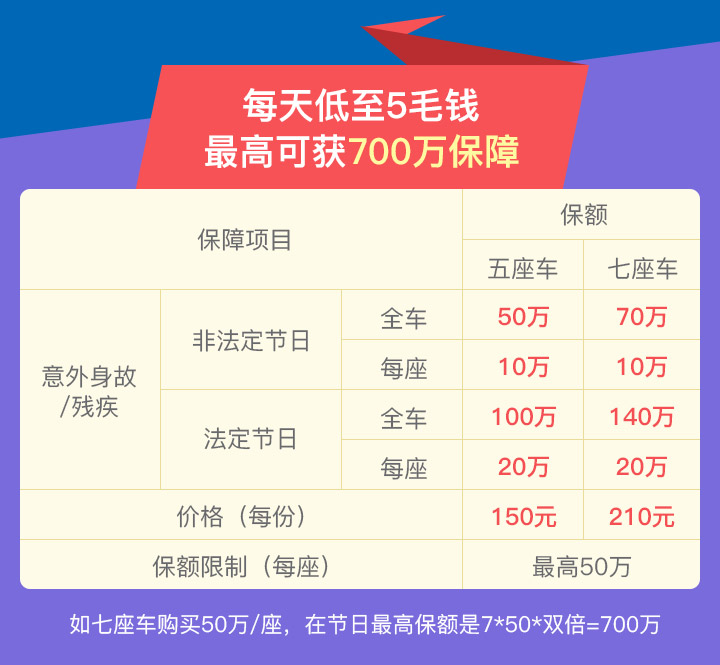 每天低至5毛钱
最高可获700万保障
保障项目
保额
五座车
七座车
意外身故
/残疾
非法定节日
全车
50万
70万
每座
10万
10万
法定节日
全车
100万
140万
每座
20万
20万
价格（每份）
150元
210元
保额限制（每座）
最高50万
如七座车购买50万/座，在节日最高保额是7*50*双倍=700万